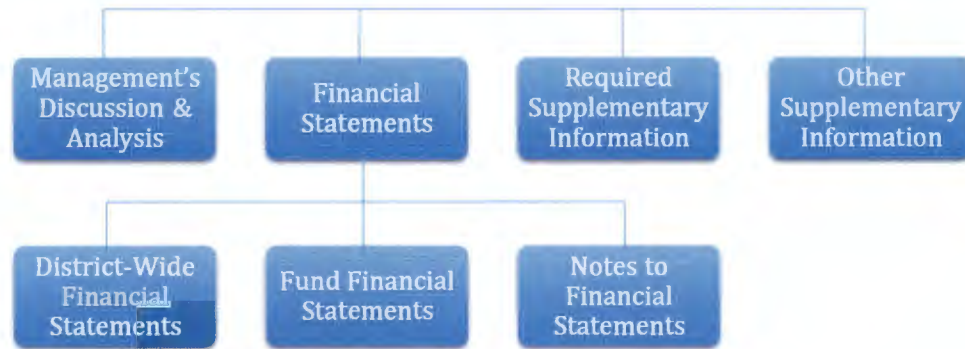 Management's
Discussion &
Analysis
Financial
Statements
Required
Supplementary
Information
Other
Supplementary
Information
District-Wide
Financial
Statements
Fund Financial
Statements
Notes to
Financial
Statements